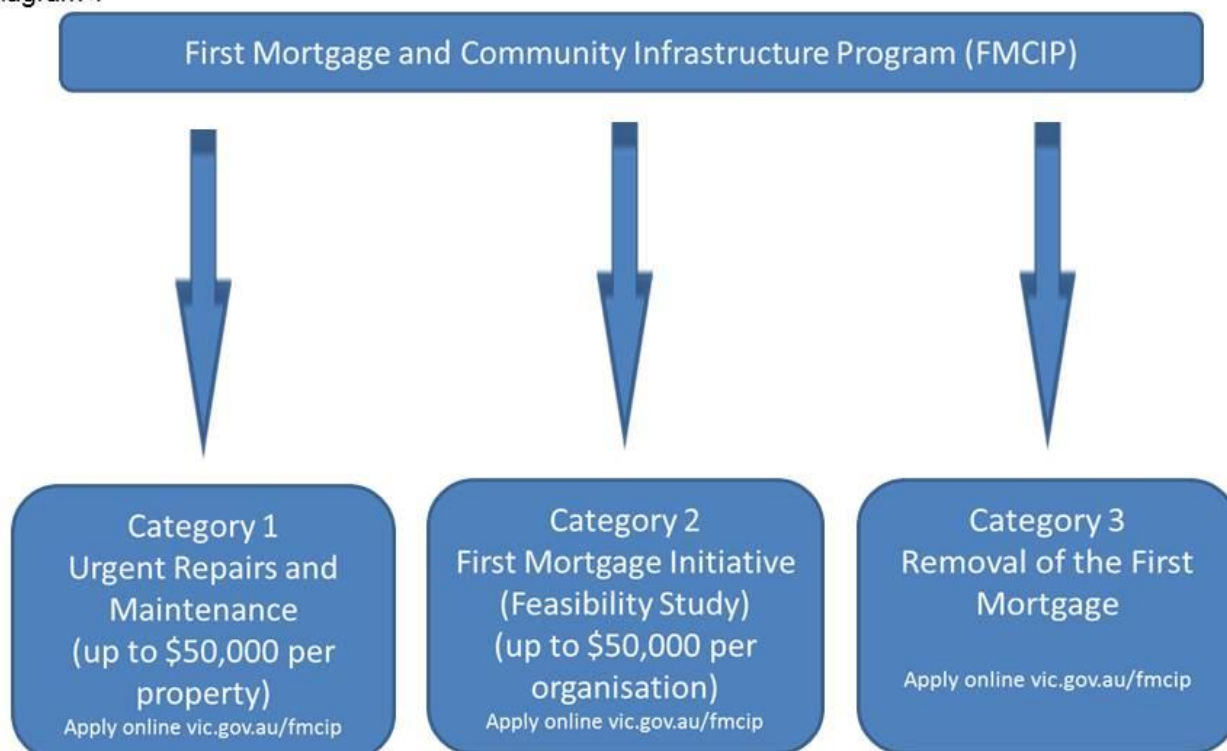 First Mortgage and Community Infrastructure Program (FMCIP)
Category 1
Urgent Repairs and
Maintenance
(up to $50,000 per
property)
Apply online vic.gov.au/fmcip
Category 2
First Mortgage Initiative
(Feasibility Study)
(up to $50,000 per
organisation)
Apply online vic.gov.au/fmcip
Category 3
Removal of the First
Mortgage
Apply online vic.gov.au/fmcip